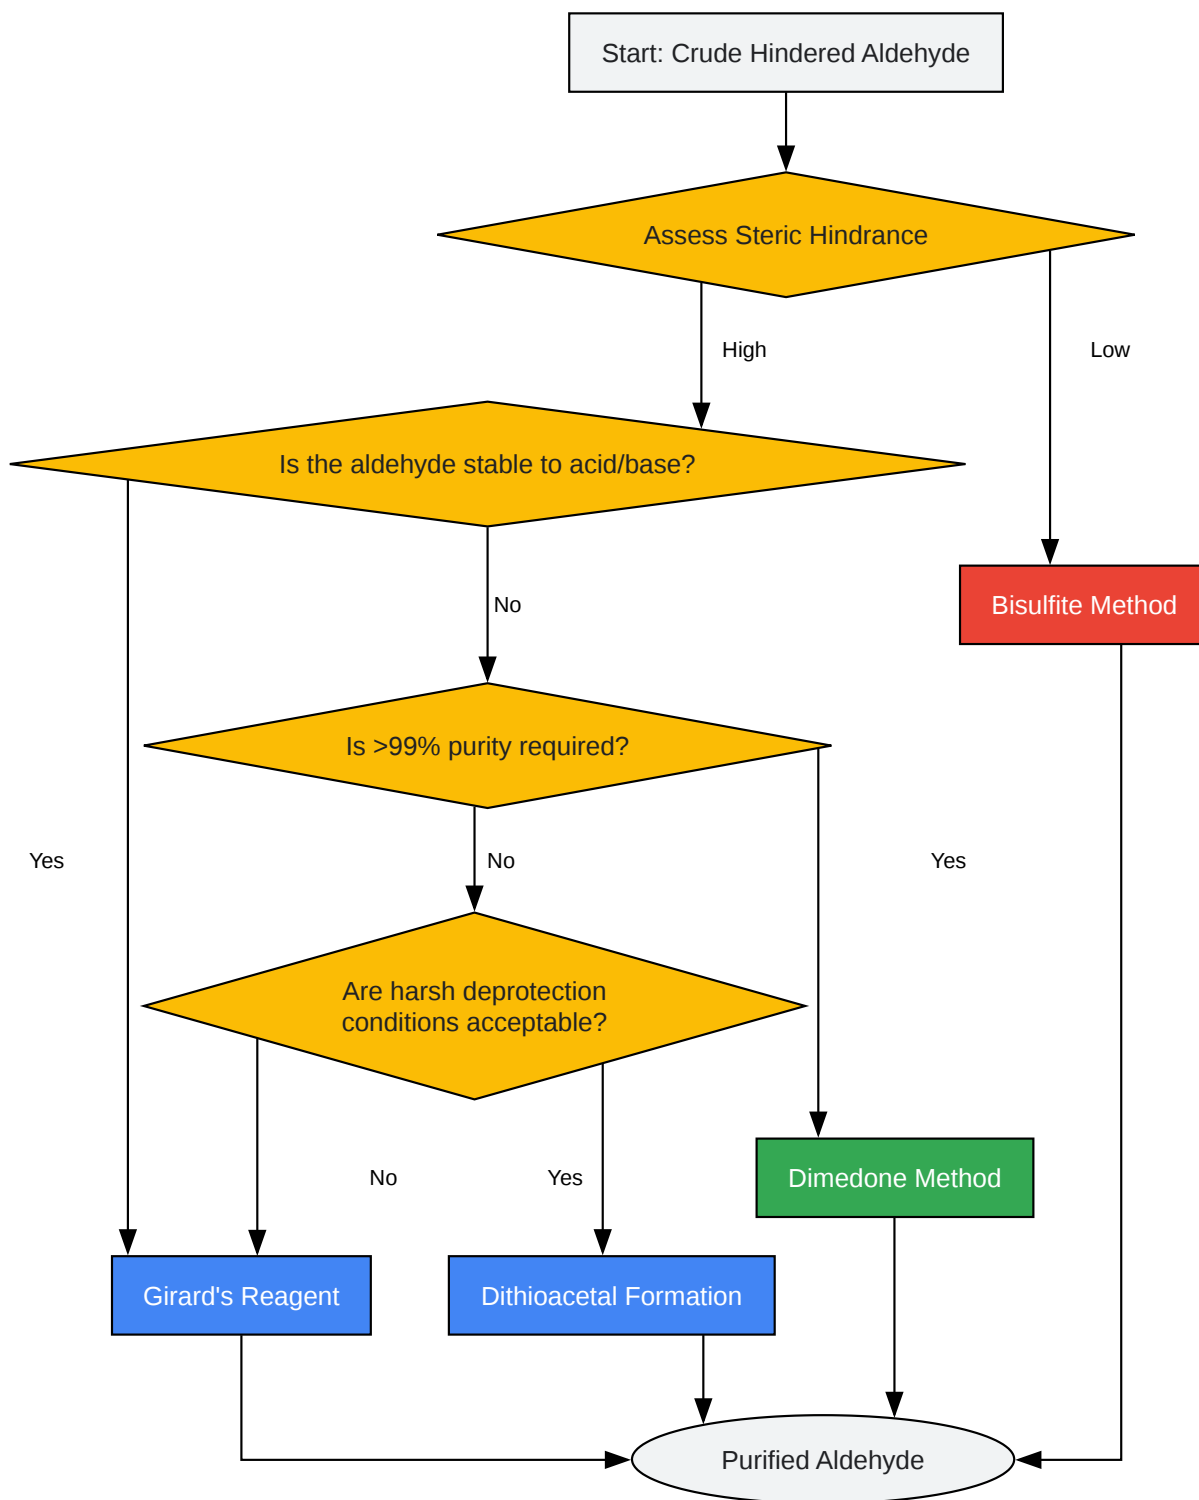 Start: Crude Hindered Aldehyde
Assess Steric Hindrance
High
Low
Is the aldehyde stable to acid/base?
No
Bisulfite Method
Is >99% purity required?
Yes
No
Yes
Are harsh deprotection
conditions acceptable?
No
Yes
Dimedone Method
Girard's Reagent
Dithioacetal Formation
Purified Aldehyde